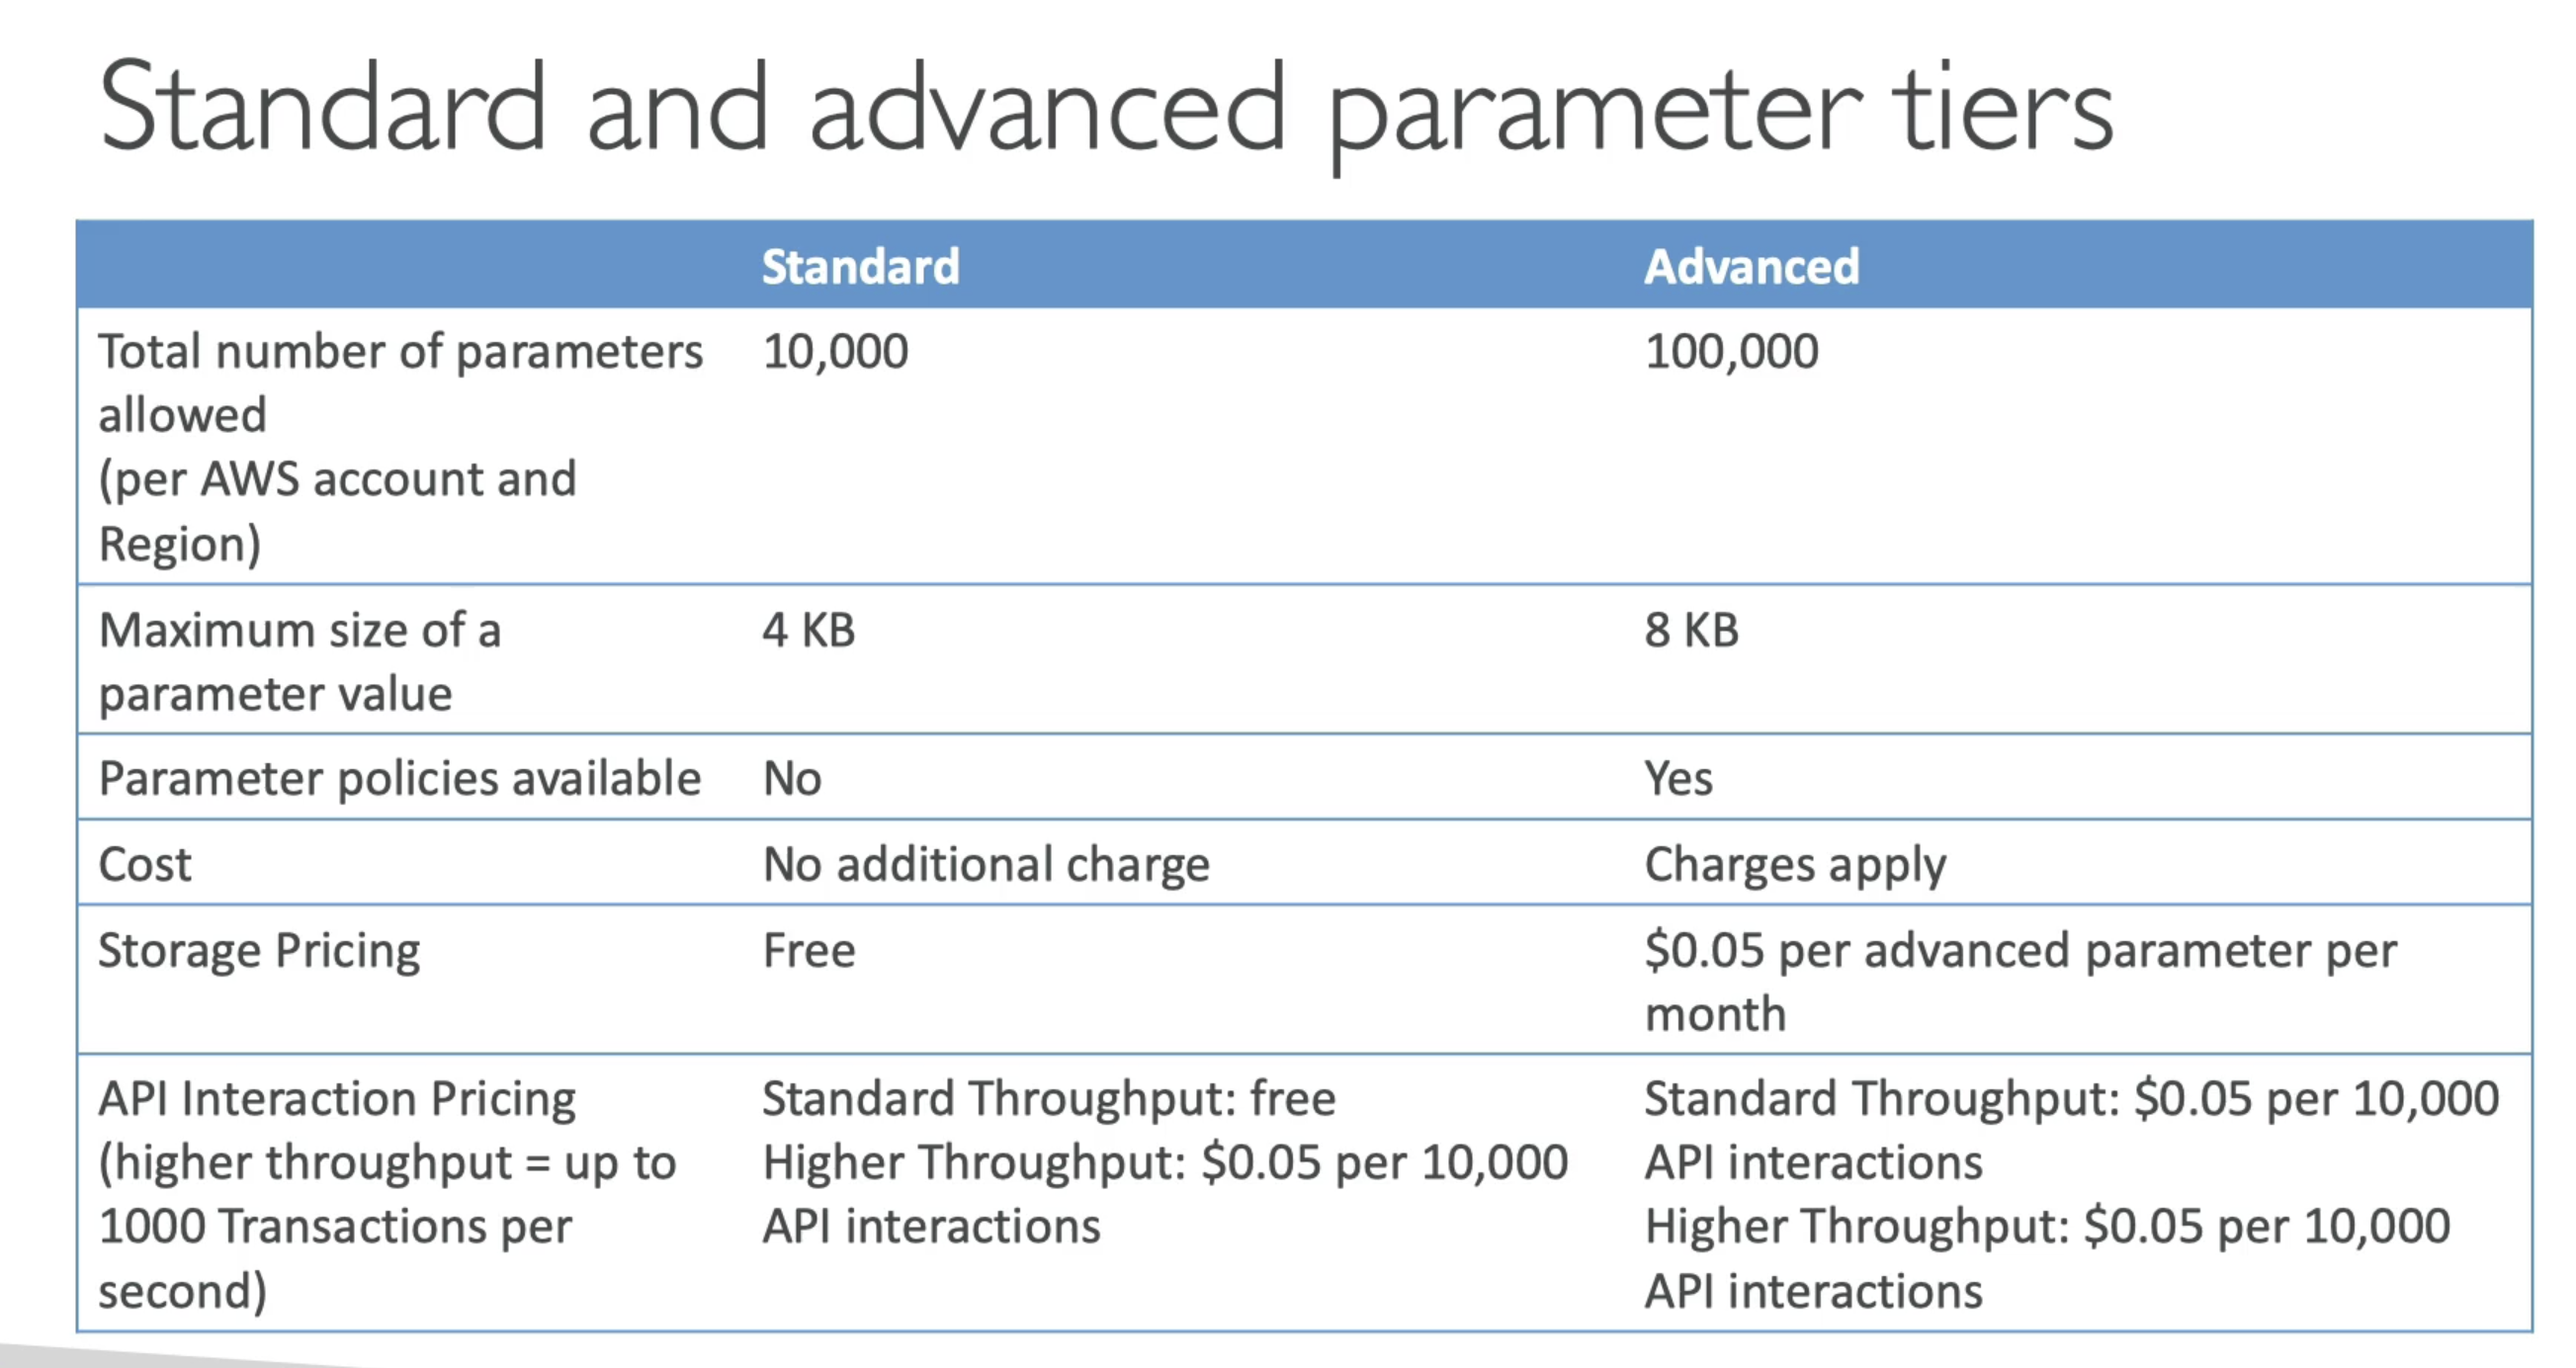 Standard and advanced parameter tiers
Standard
Advanced
Total number of parameters
allowed
(per AWS account and
Region)
10,000
100,000
Maximum size of a
parameter value
4 KB
8 KB
Parameter policies available
No
Yes
Cost
No additional charge
Charges apply
Storage Pricing
Free
$0.05 per advanced parameter per
month
API Interaction Pricing
(higher throughput = up to
1000 Transactions per
second)
Standard Throughput: free
Higher Throughput: $0.05 per 10,000
API interactions
Standard Throughput: $0.05 per 10,000
API interactions
Higher Throughput: $0.05 per 10,000
API interactions